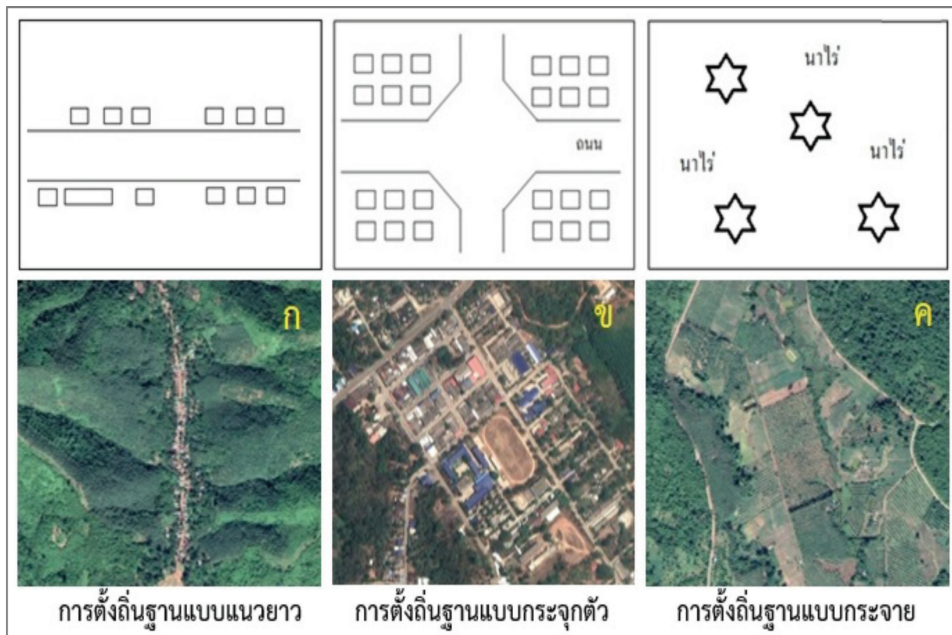 นาไร่
ถนน
นาไร่
นาไร่
ก
ข
ค
การตั้งถิ่นฐานแบบแนวยาว
การตั้งถิ่นฐานแบบกระจุกตัว
การตั้งถิ่นฐานแบบกระจาย